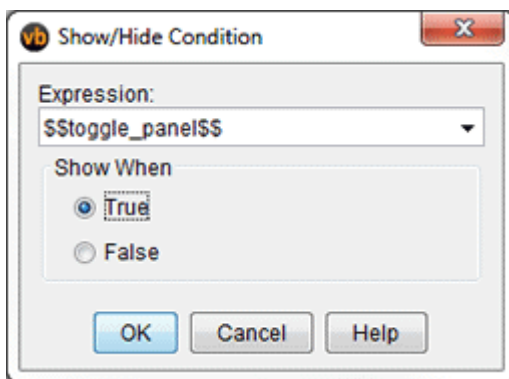 vb Show/Hide Condition
Expression:
$$toggle_panel$$
Show When
True
False
OK Cancel Help